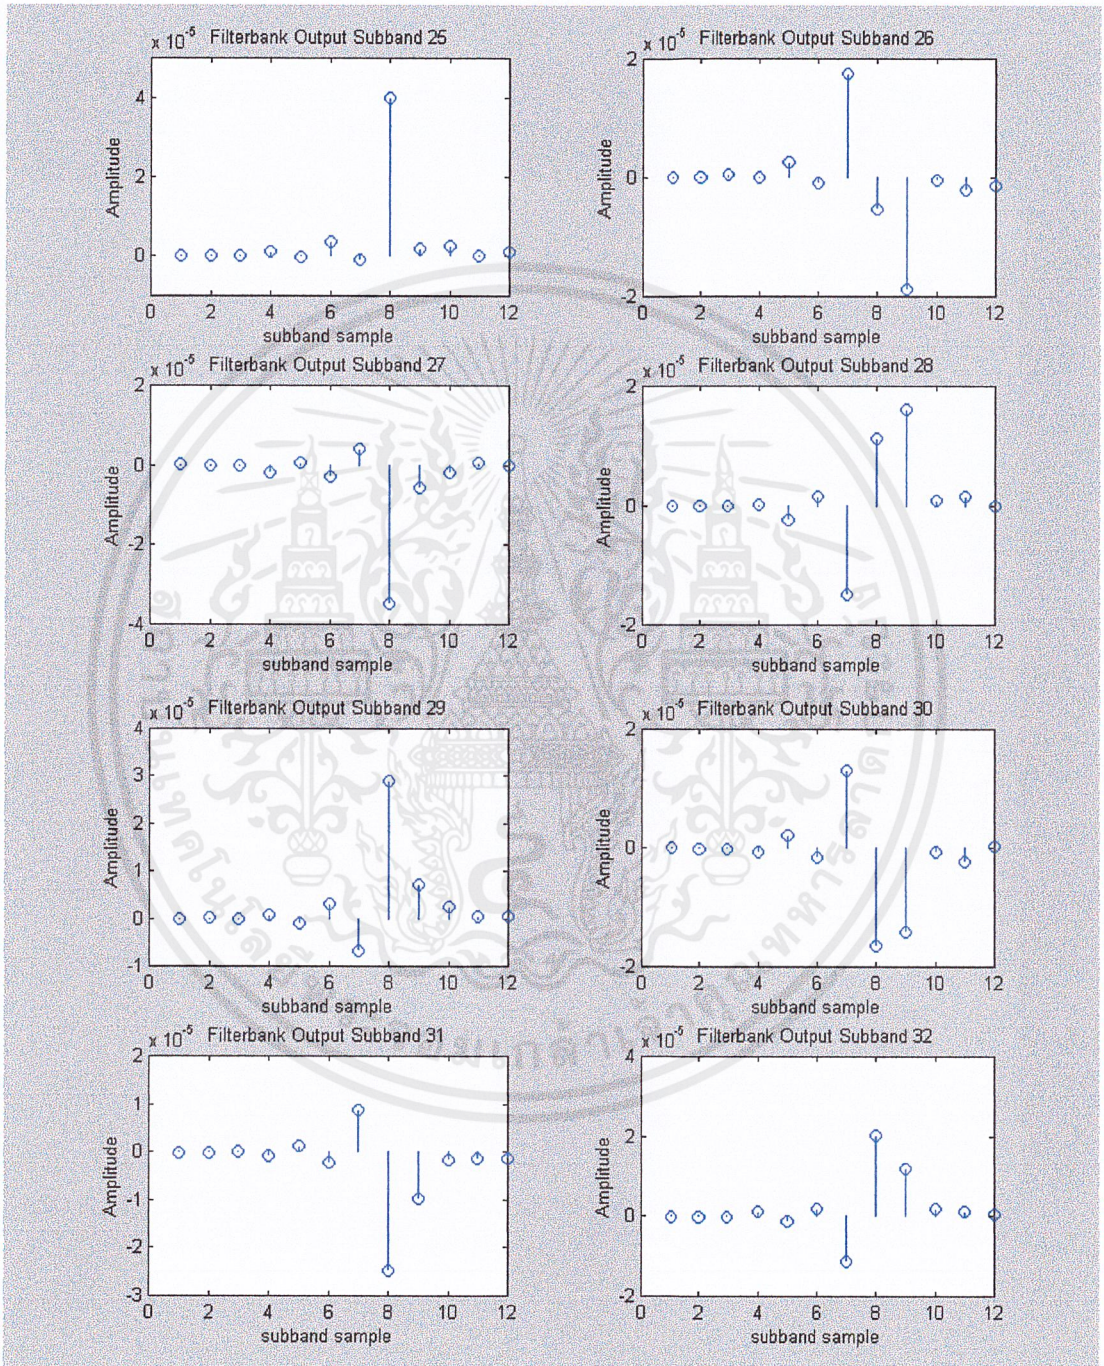 x 10^-5 Filterbank Output Subband 25
4
2
0
Amplitude
0 2 4 6 8 10 12
subband sample
x 10^-5 Filterbank Output Subband 26
2
0
-2
Amplitude
0 2 4 6 8 10 12
subband sample
x 10^-5 Filterbank Output Subband 27
2
0
-2
-4
Amplitude
0 2 4 6 8 10 12
subband sample
x 10^-5 Filterbank Output Subband 28
2
0
-2
Amplitude
0 2 4 6 8 10 12
subband sample
x 10^-5 Filterbank Output Subband 29
4
3
2
1
0
-1
Amplitude
0 2 4 6 8 10 12
subband sample
x 10^-5 Filterbank Output Subband 30
2
0
-2
Amplitude
0 2 4 6 8 10 12
subband sample
x 10^-5 Filterbank Output Subband 31
2
1
0
-1
-2
-3
Amplitude
0 2 4 6 8 10 12
subband sample
x 10^-5 Filterbank Output Subband 32
4
2
0
-2
Amplitude
0 2 4 6 8 10 12
subband sample